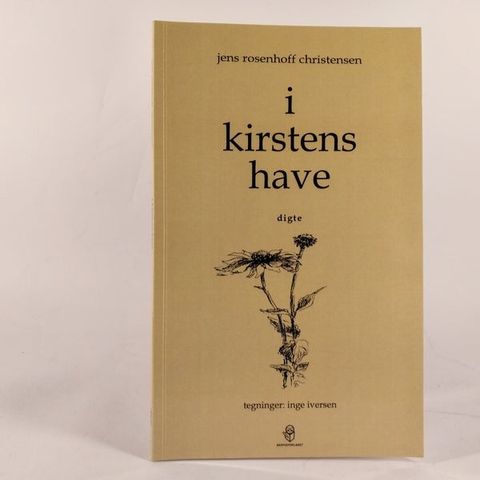 jens rosenhoff christensen
i
kirstens
have
digte
tegninger: inge iversen